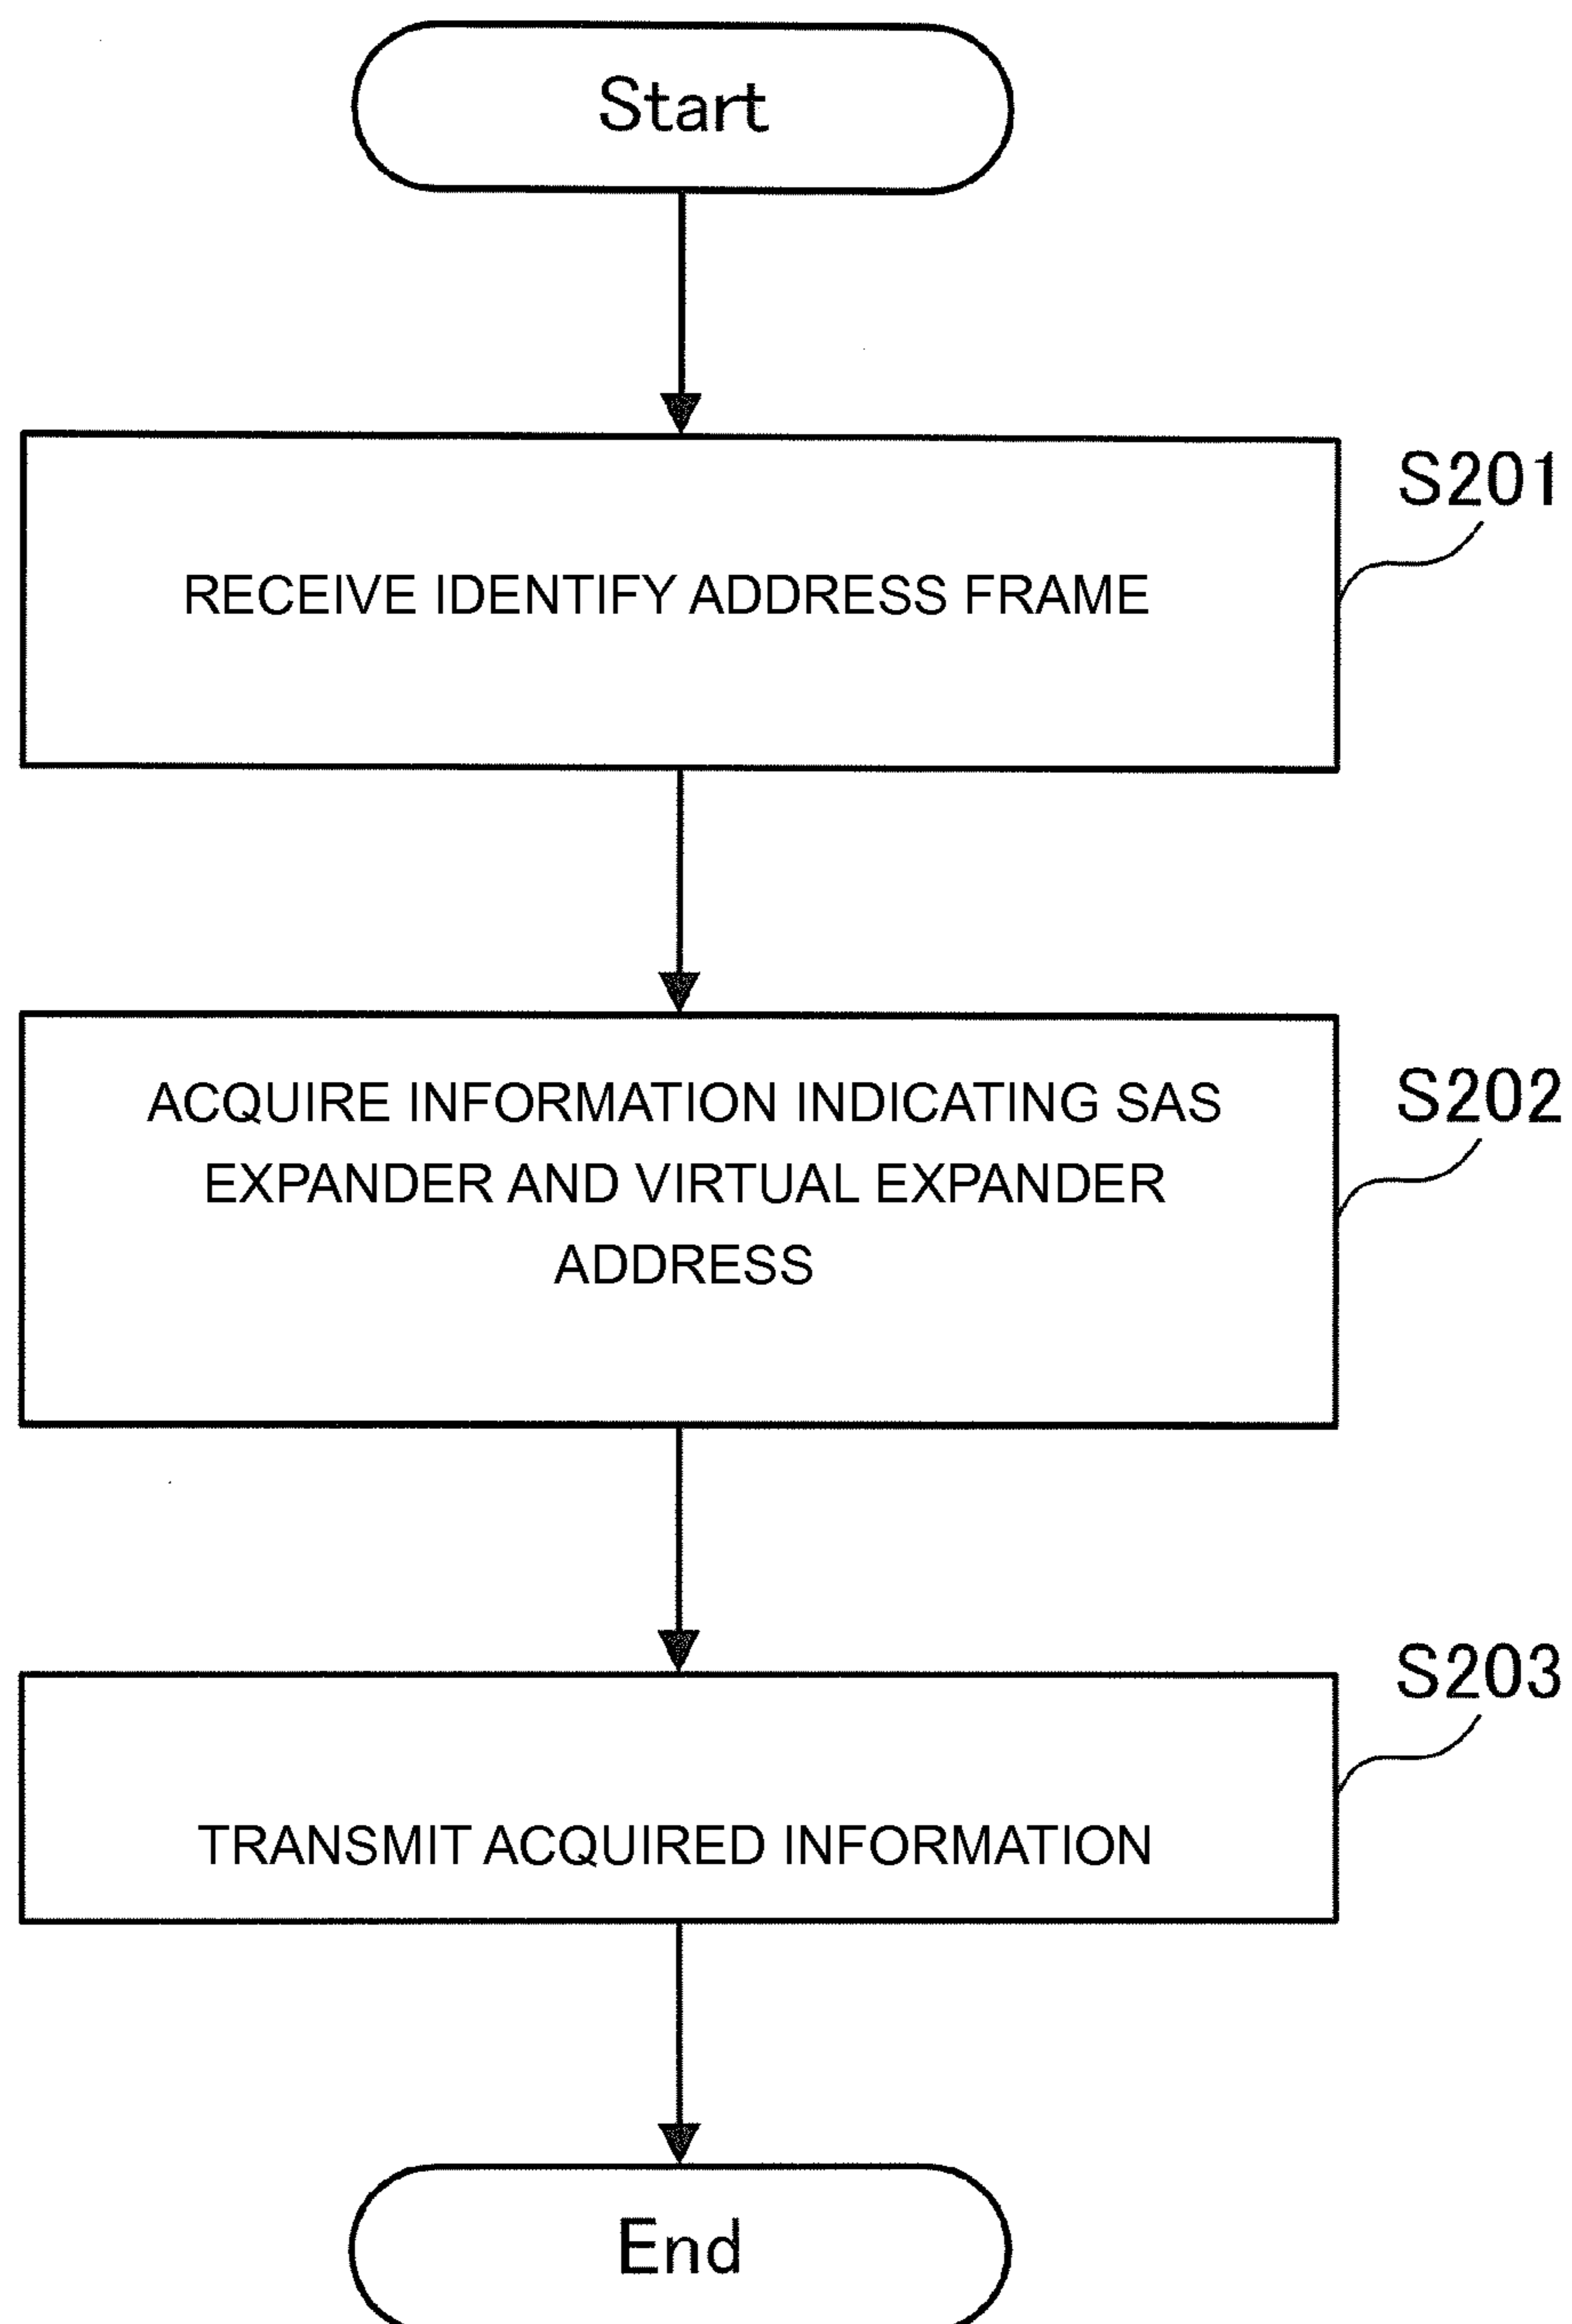 Start
S201
RECEIVE IDENTIFY ADDRESS FRAME
S202
ACQUIRE INFORMATION INDICATING SAS
EXPANDER AND VIRTUAL EXPANDER
ADDRESS
S203
TRANSMIT ACQUIRED INFORMATION
End